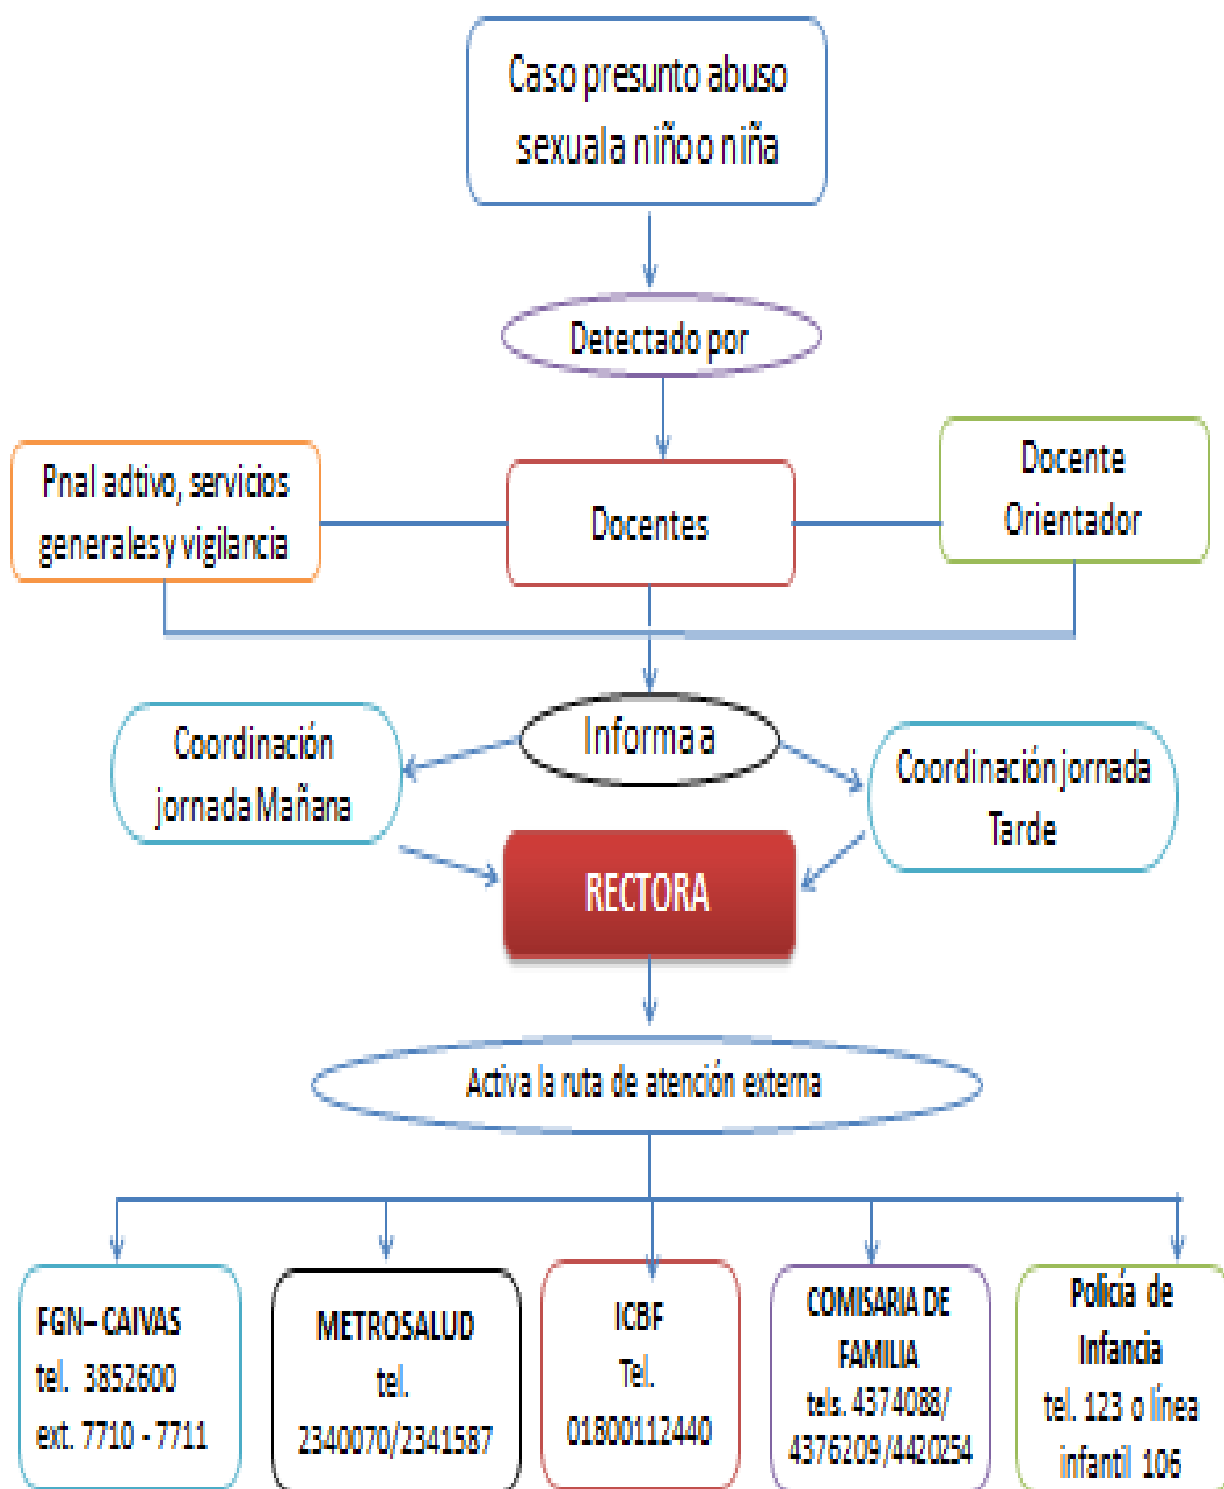 Caso presunto abuso
sexual a niño o niña
Detectado por
Pnal adtivo, servicios
generales y vigilancia
Docentes
Docente
Orientador
Informa a
Coordinación
jornada Mañana
Coordinación jornada
Tarde
RECTORA
Activa la ruta de atención externa
FGN– CAIVAS
tel. 3852600
ext. 7710 - 7711
METROSALUD
tel.
2340070/2341587
ICBF
Tel.
01800112440
COMISARIA DE
FAMILIA
tels. 4374088/
4376209/4420254
Policía de
Infancia
tel. 123 o línea
infantil 106